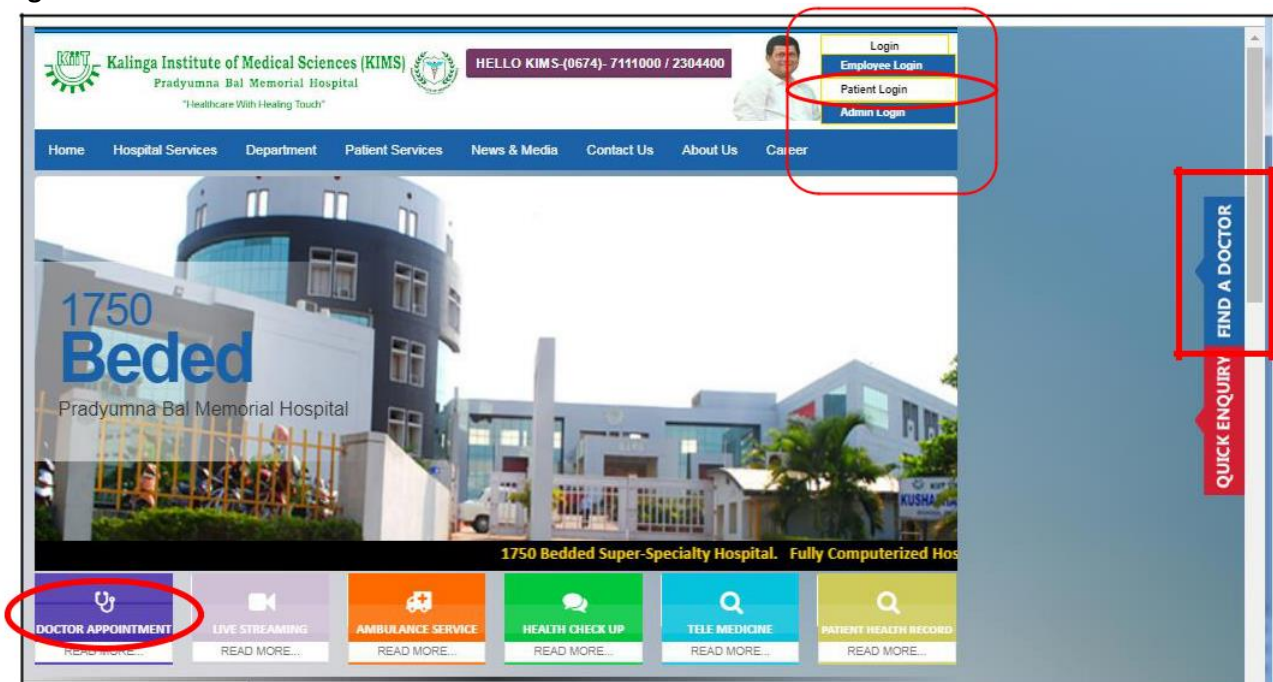 Kalinga Institute of Medical Sciences (KIMS)
Pradyumna Bal Memorial Hospital
"Healthcare With Healing Touch"
HELLO KIMS-(0674)- 7111000 / 2304400
Login
Employee Login
Patient Login
Admin Login
Home Hospital Services Department Patient Services News & Media Contact Us About Us Career
1750
Beded
Pradyumna Bal Memorial Hospital
FIND A DOCTOR
QUICK ENQUIRY
1750 Bedded Super-Specialty Hospital. Fully Computerized Hos
DOCTOR APPOINTMENT LIVE STREAMING AMBULANCE SERVICE HEALTH CHECK UP TELE MEDICINE PATIENT HEALTH RECORD
READ MORE... READ MORE... READ MORE... READ MORE... READ MORE... READ MORE...